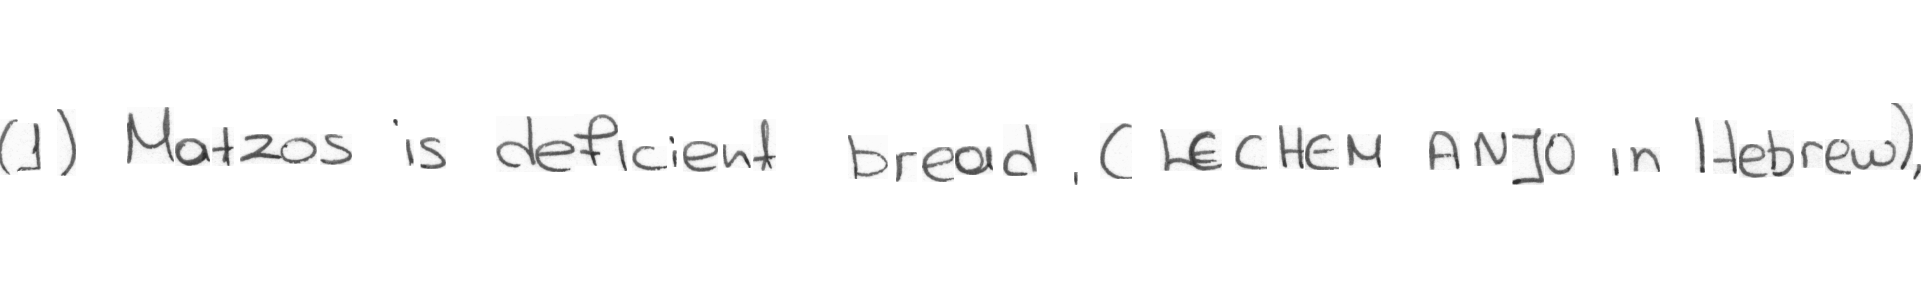 (1) Matzos is deficient bread, (LECHEM ANJO in Hebrew),